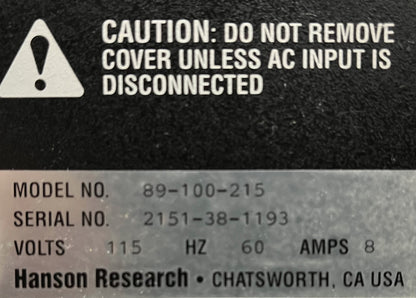 CAUTION: DO NOT REMOVE
COVER UNLESS AC INPUT IS
DISCONNECTED
MODEL NO. 89-100-215
SERIAL NO. 2151-38-1193
VOLTS 115 HZ 60 AMPS 8
Hanson Research • CHATSWORTH, CA USA